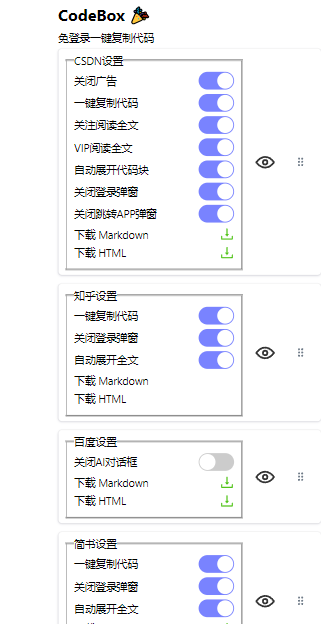 CodeBox
免登录一键复制代码
CSDN设置
关闭广告
一键复制代码
关注阅读全文
VIP阅读全文
自动展开代码块
关闭登录弹窗
关闭跳转APP弹窗
下载 Markdown
下载 HTML
知乎设置
一键复制代码
关闭登录弹窗
自动展开全文
下载 Markdown
下载 HTML
百度设置
关闭AI对话框
下载 Markdown
下载 HTML
简书设置
一键复制代码
关闭登录弹窗
自动展开全文